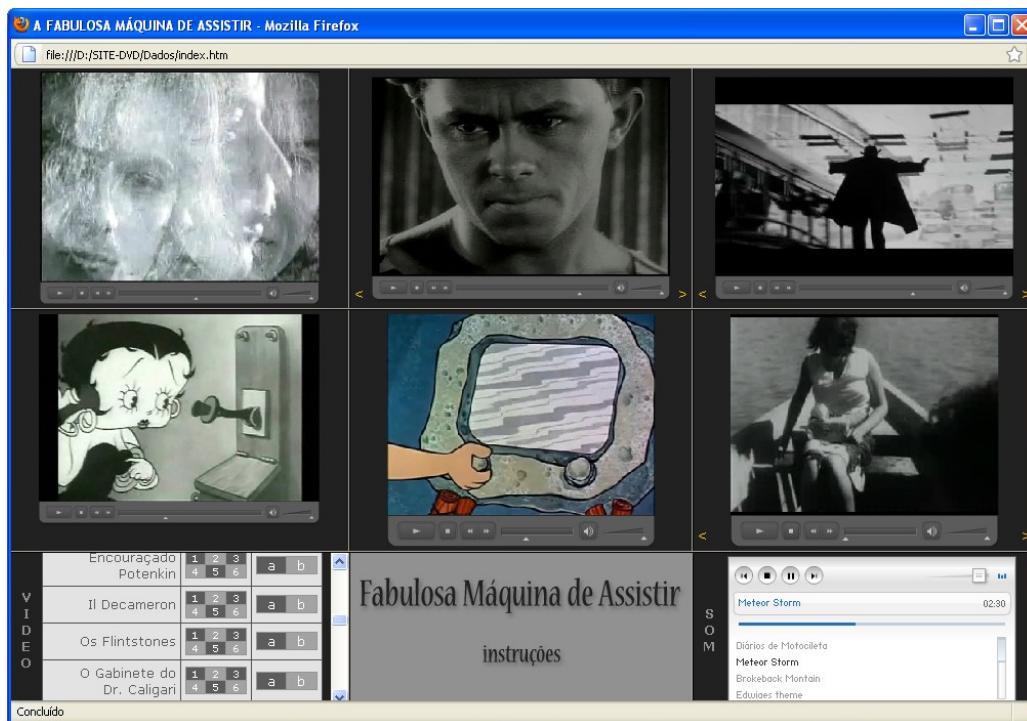 A FABULOSA MÁQUINA DE ASSISTIR - Mozilla Firefox
file:///D:/SITE-DVD/Dados/index.htm
<
>
<
>
<
>
VIDEO
Encouraçado
Potenkin
1 2 3
4 5 6
a b
Il Decameron
1 2 3
4 5 6
a b
Os Flintstones
1 2 3
4 5 6
a b
O Gabinete do
Dr. Caligari
1 2 3
4 5 6
a b
Fabulosa Máquina de Assistir
instruções
SOM
Meteor Storm 02:30
Diários de Motocileta
Meteor Storm
Brokeback Montain
Edwiges theme
Concluído